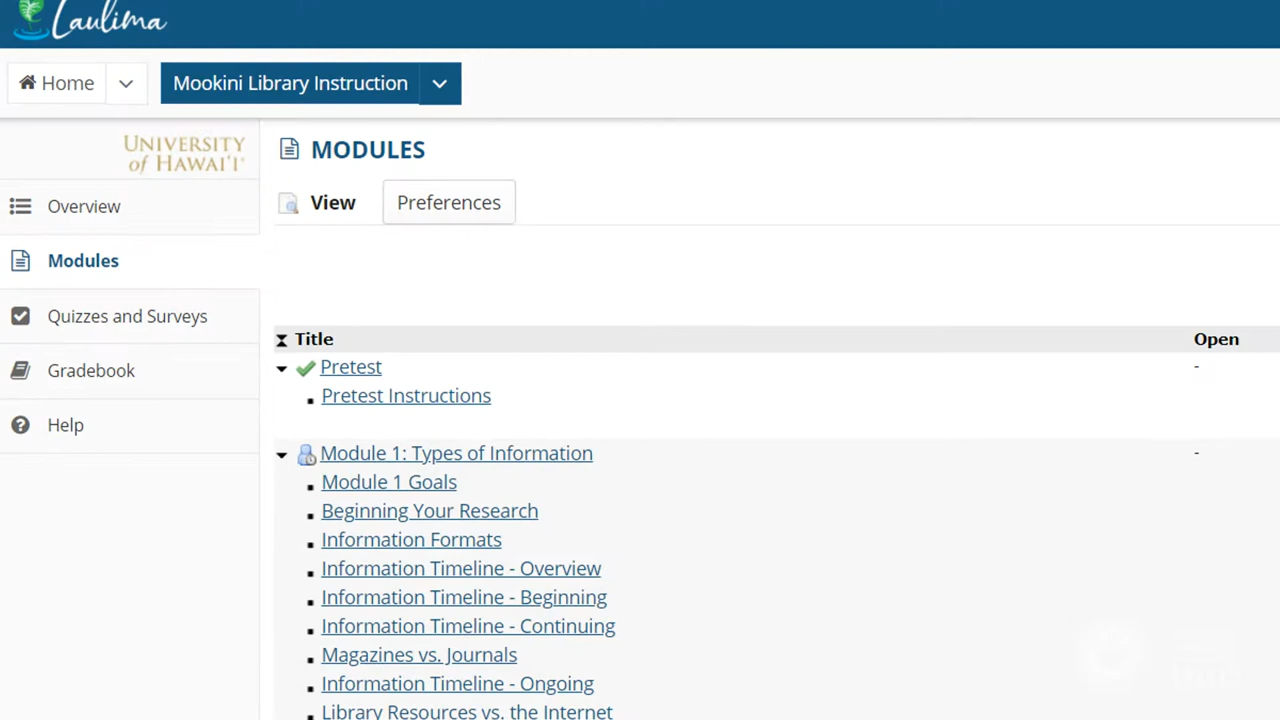 Laulima
Home
Mookini Library Instruction
UNIVERSITY
of HAWAI'I®
Overview
Modules
Quizzes and Surveys
Gradebook
Help
MODULES
View
Preferences
Title
Open
Pretest
-
Pretest Instructions
Module 1: Types of Information
-
Module 1 Goals
Beginning Your Research
Information Formats
Information Timeline - Overview
Information Timeline - Beginning
Information Timeline - Continuing
Magazines vs. Journals
Information Timeline - Ongoing
Library Resources vs. the Internet